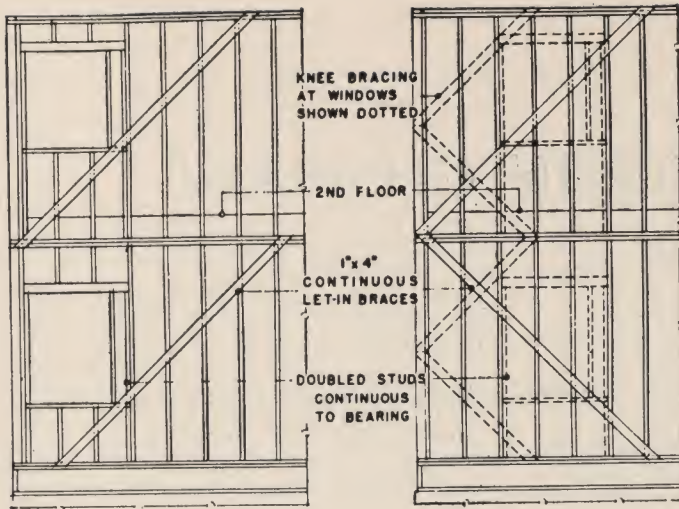 KNEE BRACING
AT WINDOWS
SHOWN DOTTED
2ND FLOOR
1"x 4"
CONTINUOUS
LET-IN BRACES
DOUBLED STUDS
CONTINUOUS
TO BEARING